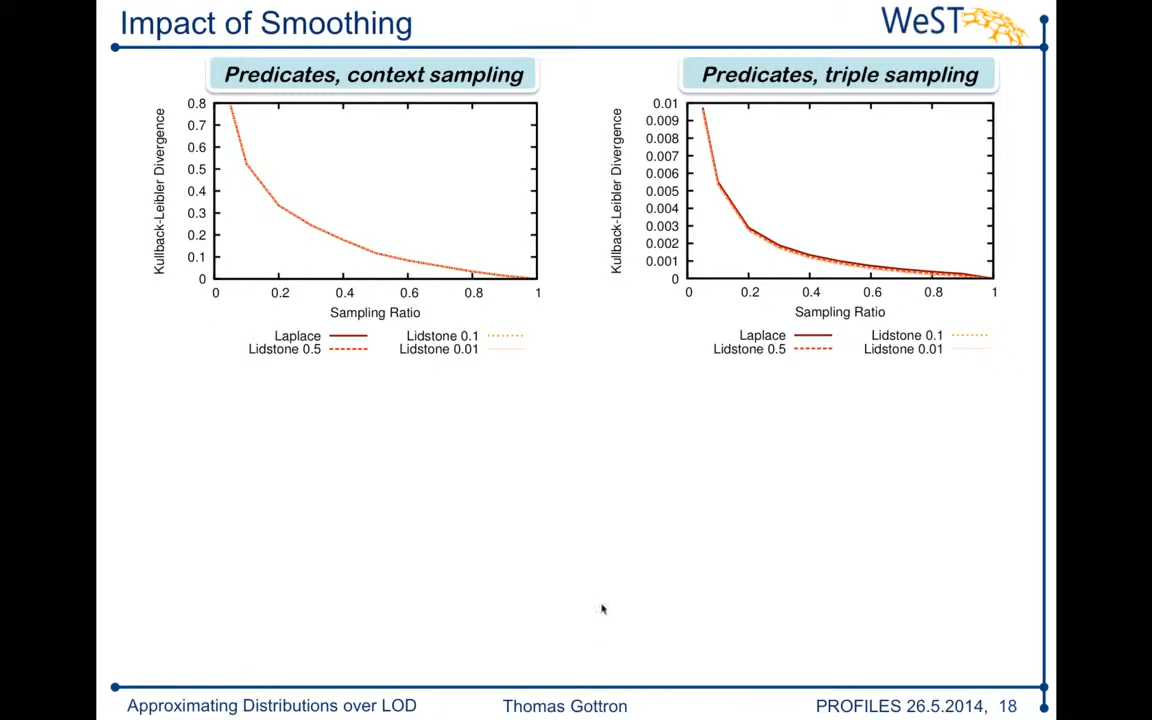 Impact of Smoothing
WeST
Predicates, context sampling
Kullback-Leibler Divergence
0.8
0.7
0.6
0.5
0.4
0.3
0.2
0.1
0
0 0.2 0.4 0.6 0.8 1
Sampling Ratio
Laplace Lidstone 0.1
Lidstone 0.5 Lidstone 0.01
Predicates, triple sampling
Kullback-Leibler Divergence
0.01
0.009
0.008
0.007
0.006
0.005
0.004
0.003
0.002
0.001
0
0 0.2 0.4 0.6 0.8 1
Sampling Ratio
Laplace Lidstone 0.1
Lidstone 0.5 Lidstone 0.01
Approximating Distributions over LOD Thomas Gottron PROFILES 26.5.2014, 18